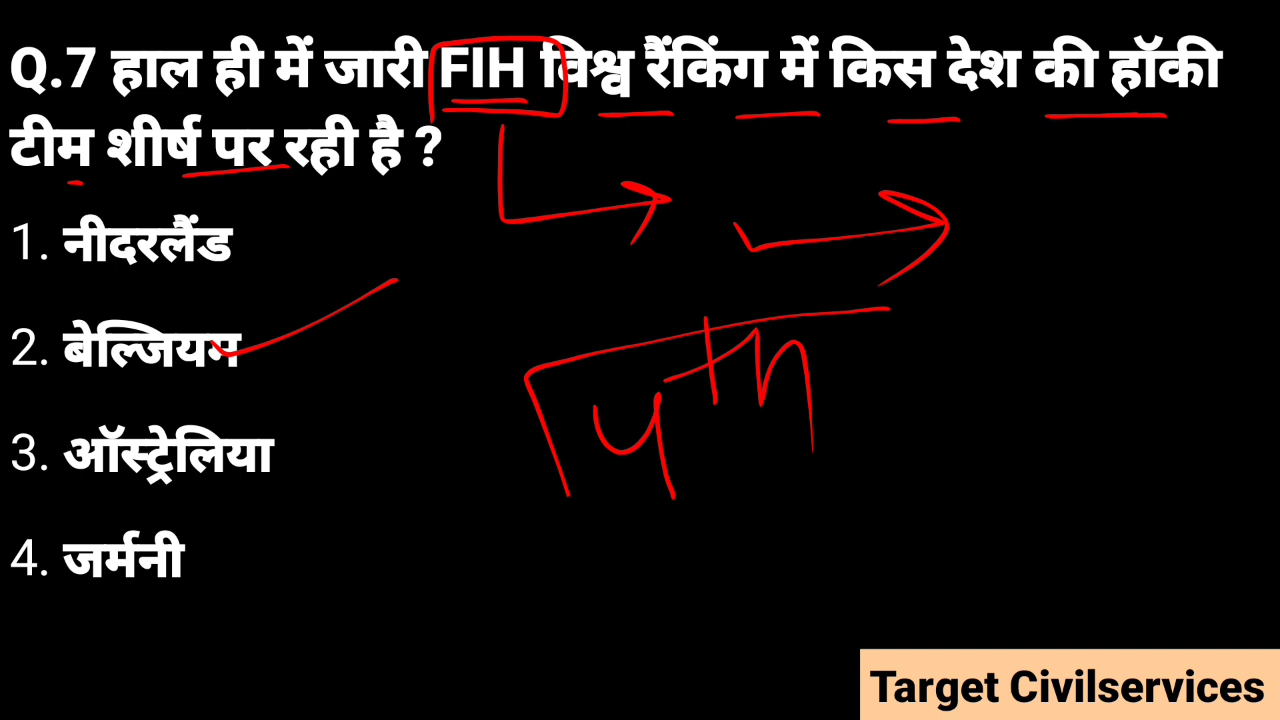 Q.7 हाल ही में जारी FIH विश्व रैंकिंग में किस देश की हॉकी
टीम शीर्ष पर रही है ?
1. नीदरलैंड
2. बेल्जियम
3. ऑस्ट्रेलिया
4th
4. जर्मनी
Target Civilservices